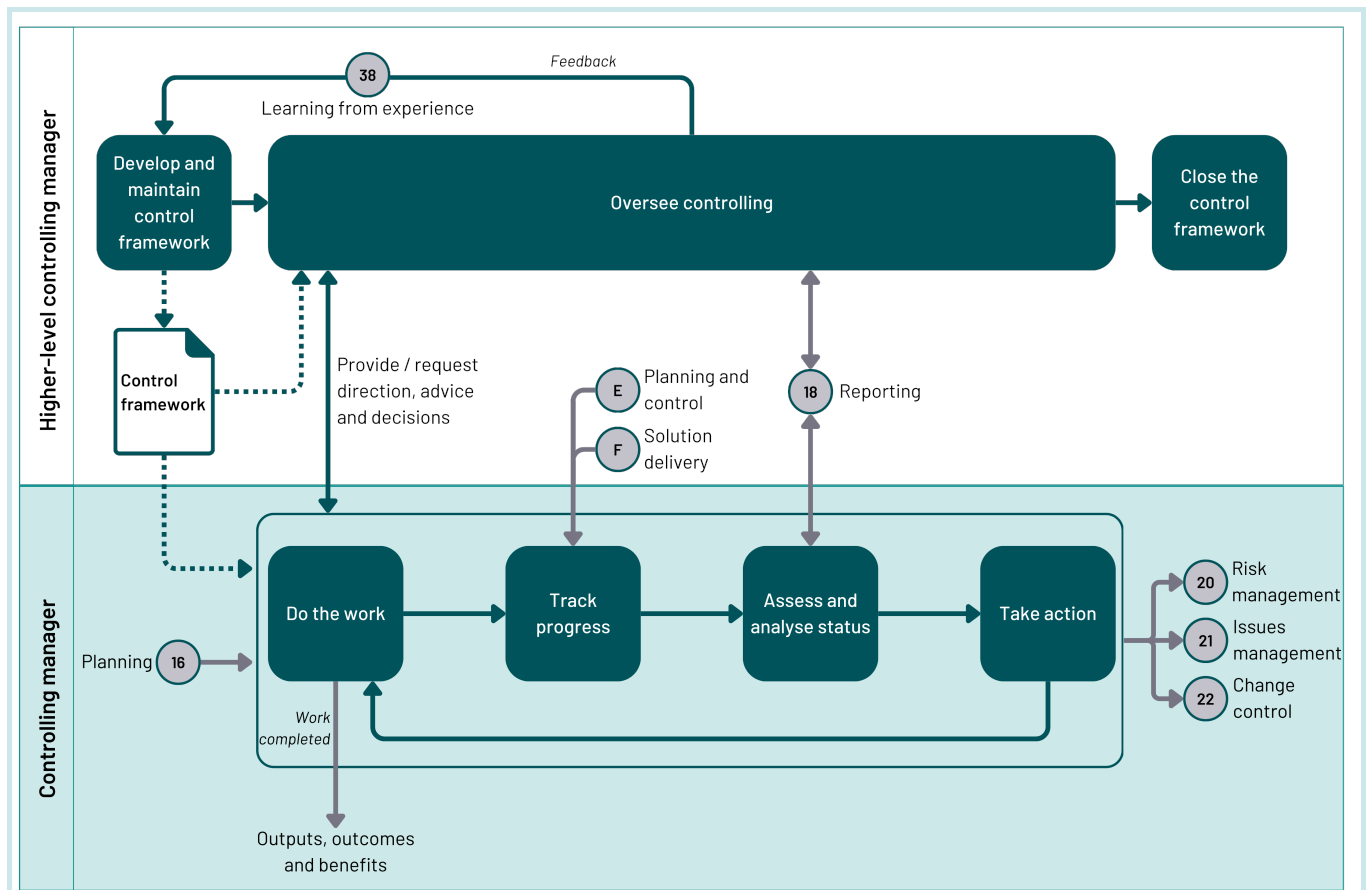 Higher-level controlling manager
38
Feedback
Learning from experience
Develop and
maintain
control
framework
Oversee controlling
Close the
control
framework
Control
framework
Provide / request
direction, advice
and decisions
E
Planning and
control
F
Solution
delivery
18
Reporting
Controlling manager
Planning
16
Do the work
Track
progress
Assess and
analyse status
Take action
Work
completed
Outputs, outcomes
and benefits
20
Risk
management
21
Issues
management
22
Change
control